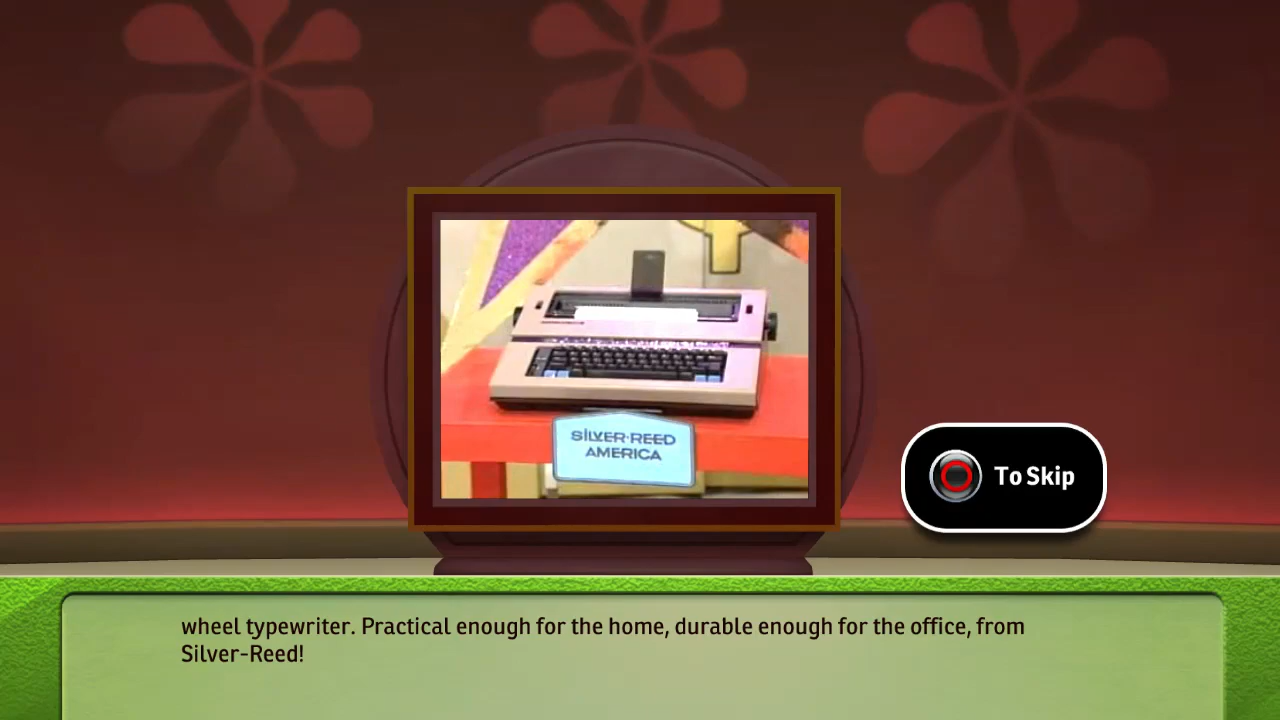 SILVER-REED
AMERICA
To Skip
wheel typewriter. Practical enough for the home, durable enough for the office, from
Silver-Reed!